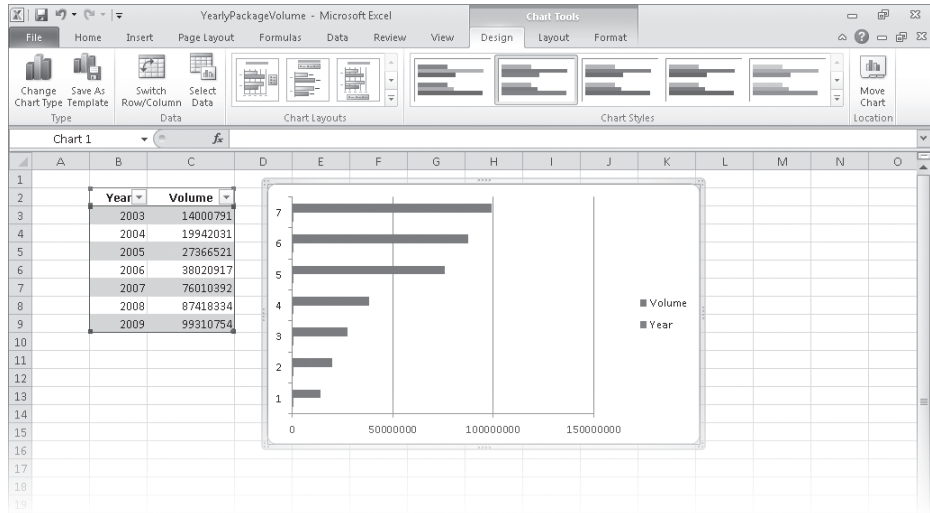 YearlyPackageVolume - Microsoft Excel
Chart Tools
File Home Insert Page Layout Formulas Data Review View Design Layout Format
Change Chart Type
Save As Template
Switch Row/Column
Select Data
Move Chart
Type Data Chart Layouts Chart Styles Location
Chart 1 fx
A B C D E F G H I J K L M N O
1
2 Year Volume
3 2003 14000791
4 2004 19942031
5 2005 27366521
6 2006 38020917
7 2007 76010392
8 2008 87418334
9 2009 99310754
10
11
12
13
14
15
16
17
18
19
7
6
5
4
3
2
1
0 50000000 100000000 150000000
Volume
Year